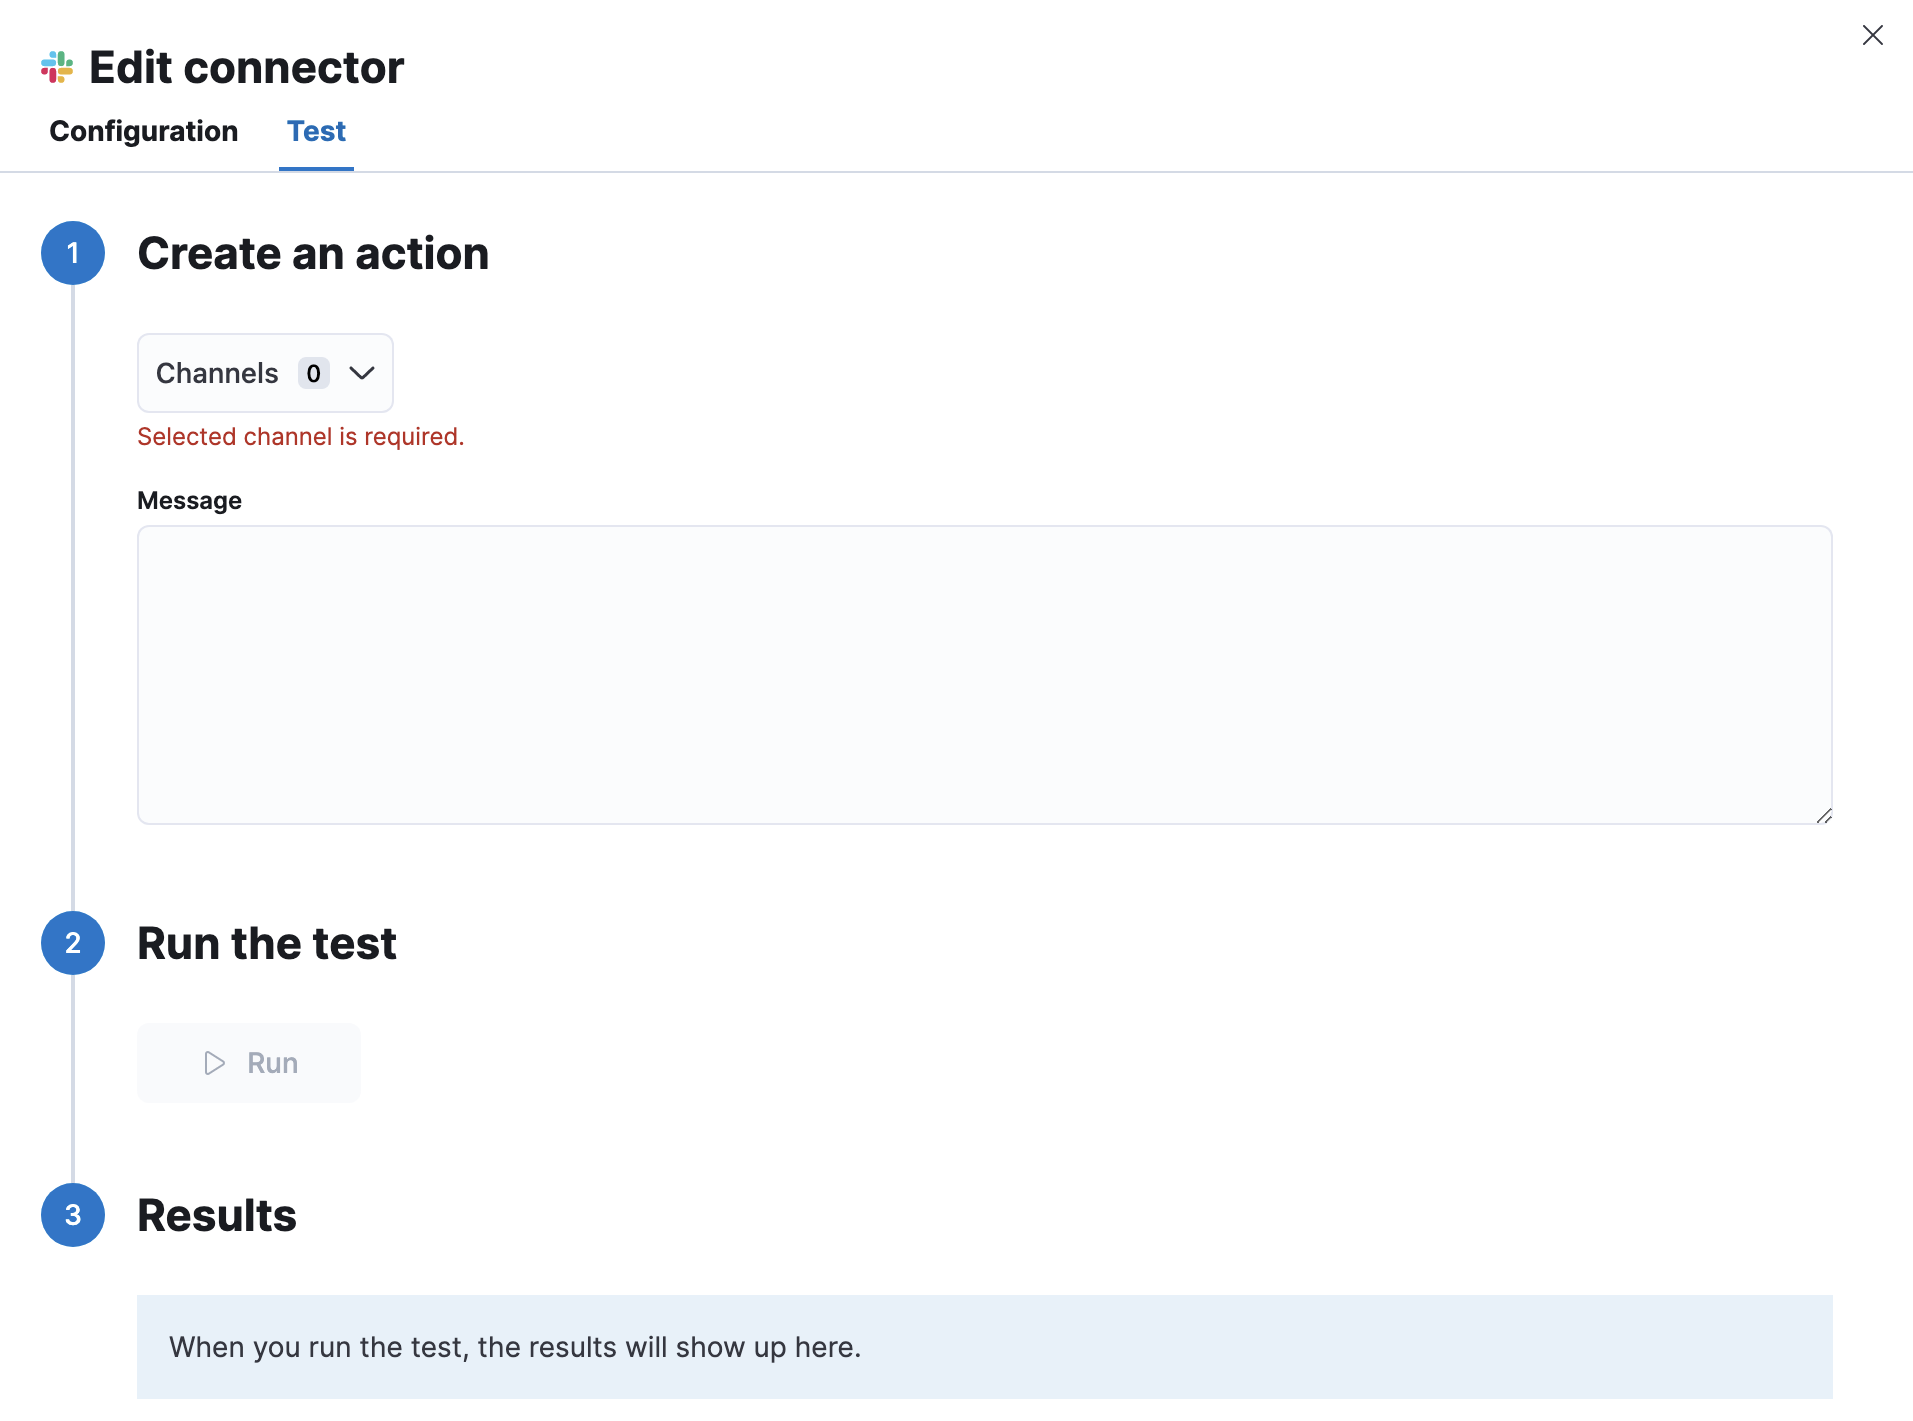 Edit connector
Configuration Test
1 Create an action
Channels 0
Selected channel is required.
Message
2 Run the test
Run
3 Results
When you run the test, the results will show up here.